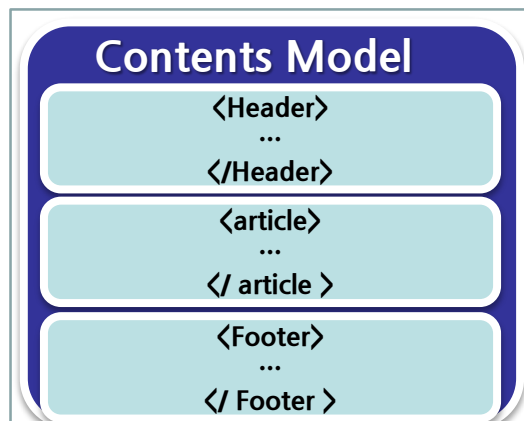 Contents Model
<Header>
...
</Header>
<article>
...
</ article >
<Footer>
...
</ Footer >